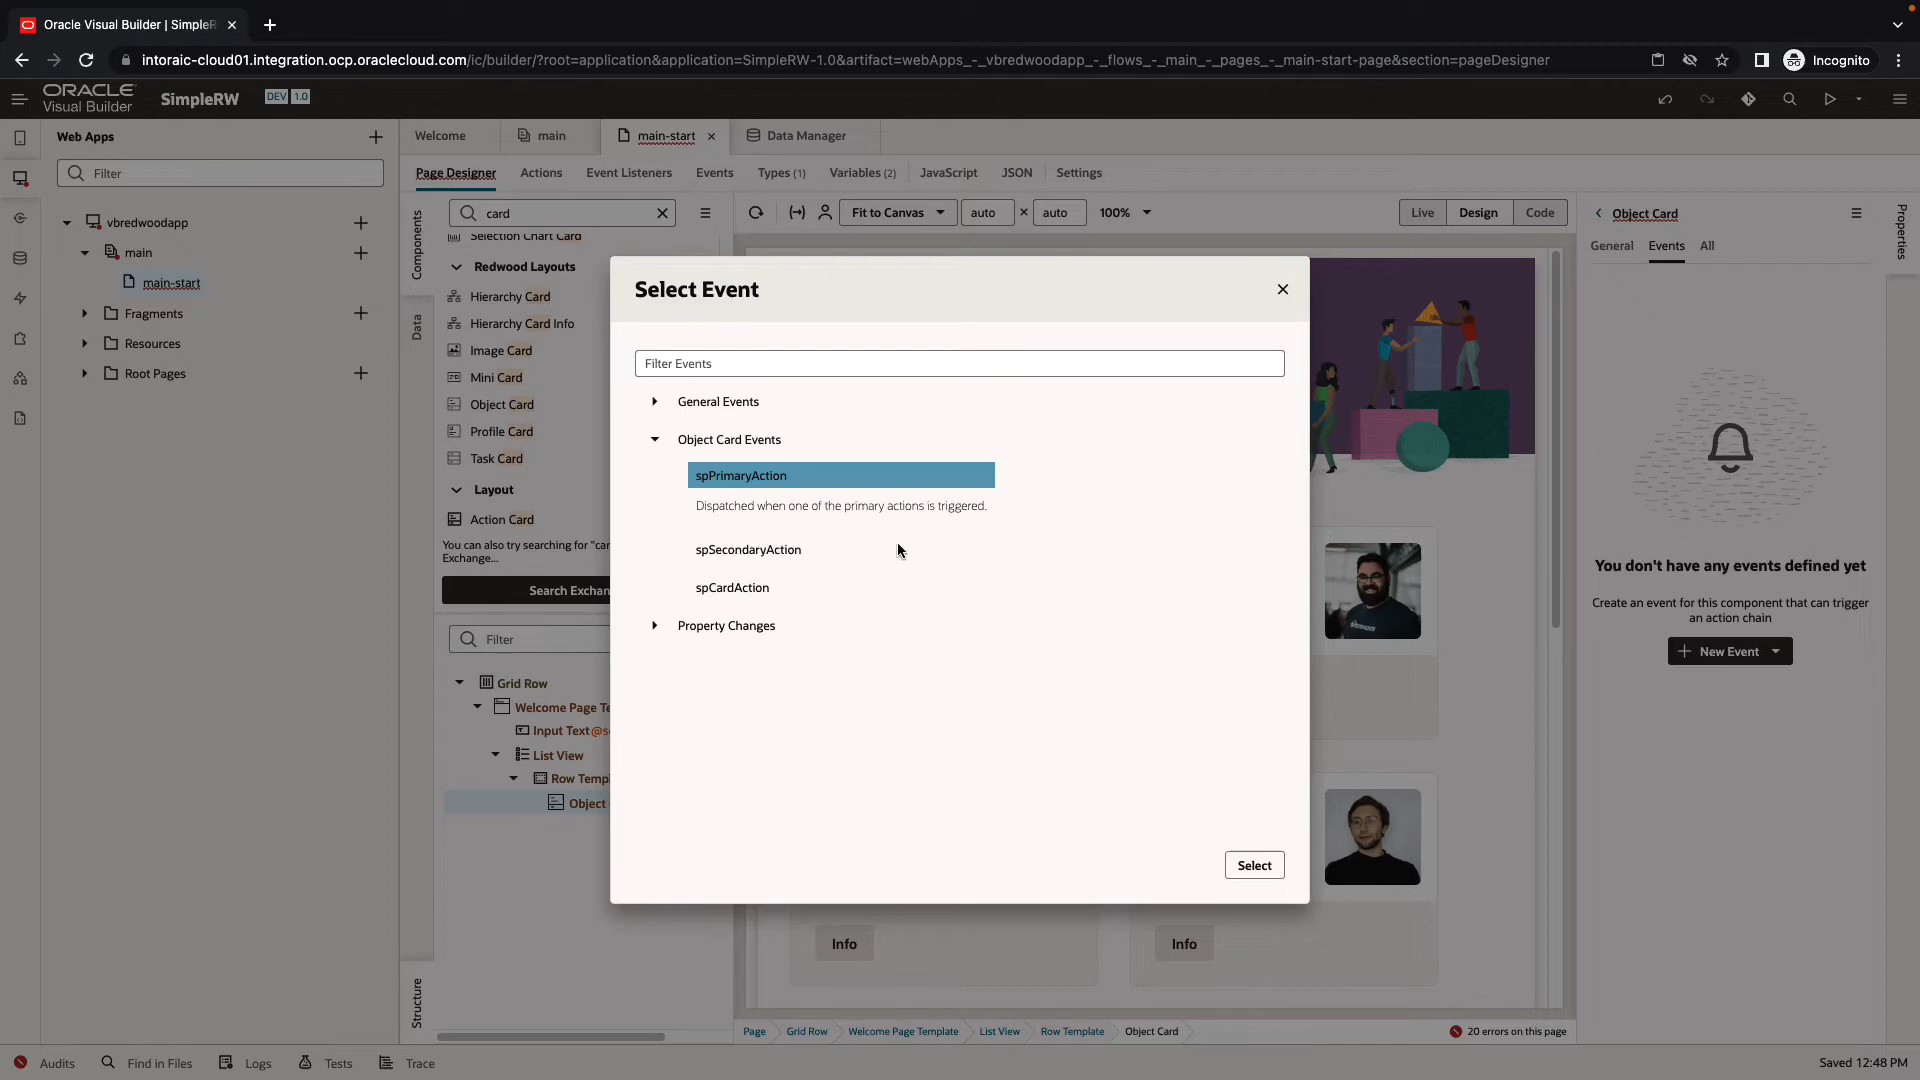 Oracle Visual Builder | SimpleR
intoraic-cloud01.integration.ocp.oraclecloud.com/ic/builder/?root=application&application=SimpleRW-1.0&artifact=webApps_-_vbredwoodapp_-_flows_-_main_-_pages_-_main-start-page&section=pageDesigner
Incognito
ORACLE
Visual Builder
SimpleRW
DEV 1.0
Web Apps
Filter
vbredwoodapp
main
main-start
Fragments
Resources
Root Pages
Welcome
main
main-start
Data Manager
Page Designer
Actions
Event Listeners
Events
Types (1)
Variables (2)
JavaScript
JSON
Settings
Components
Data
Structure
card
Selection Chart Card
Redwood Layouts
Hierarchy Card
Hierarchy Card Info
Image Card
Mini Card
Object Card
Profile Card
Task Card
Layout
Action Card
You can also try searching for "car
Exchange...
Search Exchan
Filter
Grid Row
Welcome Page Te
Input Text @s
List View
Row Templ
Object
Fit to Canvas
auto
×
auto
100%
Live
Design
Code
Select Event
Filter Events
General Events
Object Card Events
spPrimaryAction
Dispatched when one of the primary actions is triggered.
spSecondaryAction
spCardAction
Property Changes
Select
Info
Info
Page
Grid Row
Welcome Page Template
List View
Row Template
Object Card
20 errors on this page
Object Card
General
Events
All
You don't have any events defined yet
Create an event for this component that can trigger
an action chain
New Event
Properties
Audits
Find in Files
Logs
Tests
Trace
Saved 12:48 PM